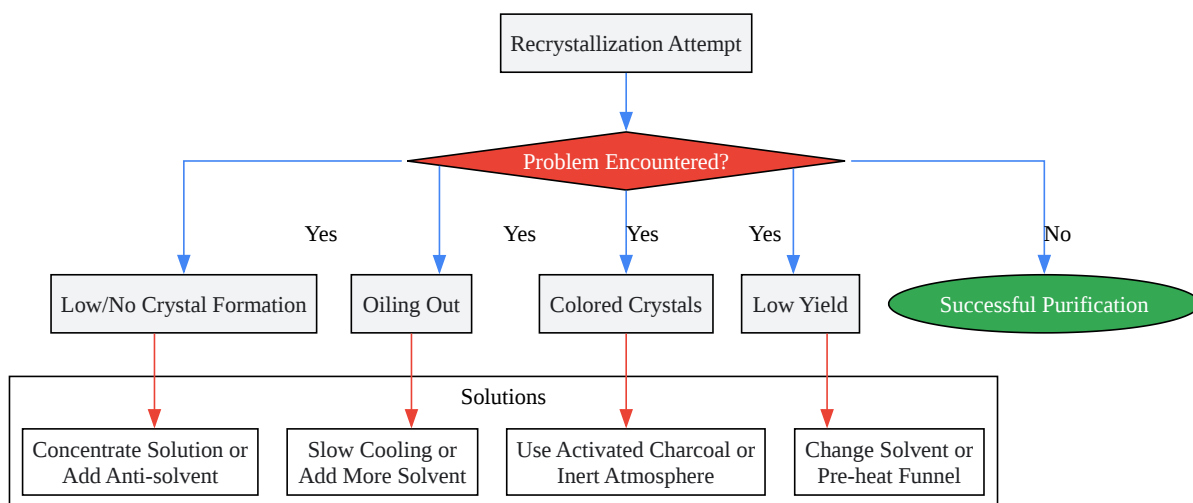 Recrystallization Attempt
Problem Encountered?
Yes
Yes
Yes
Yes
No
Low/No Crystal Formation
Oiling Out
Colored Crystals
Low Yield
Successful Purification
Solutions
Concentrate Solution or
Add Anti-solvent
Slow Cooling or
Add More Solvent
Use Activated Charcoal or
Inert Atmosphere
Change Solvent or
Pre-heat Funnel